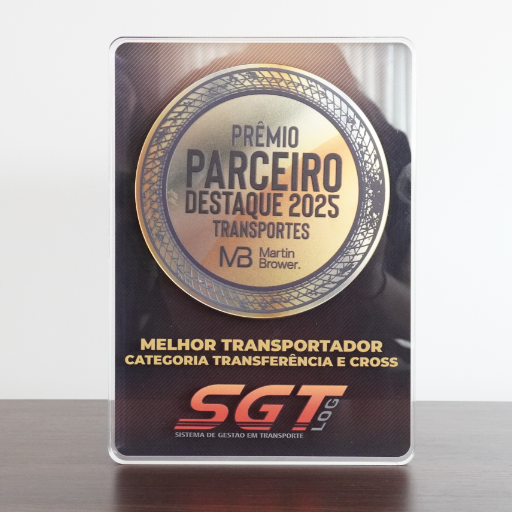 PRÊMIO
PARCEIRO
DESTAQUE 2025
TRANSPORTES
MB Martin
Brower.
MELHOR TRANSPORTADOR
CATEGORIA TRANSFERÊNCIA E CROSS
SGT LOG
SISTEMA DE GESTÃO EM TRANSPORTE